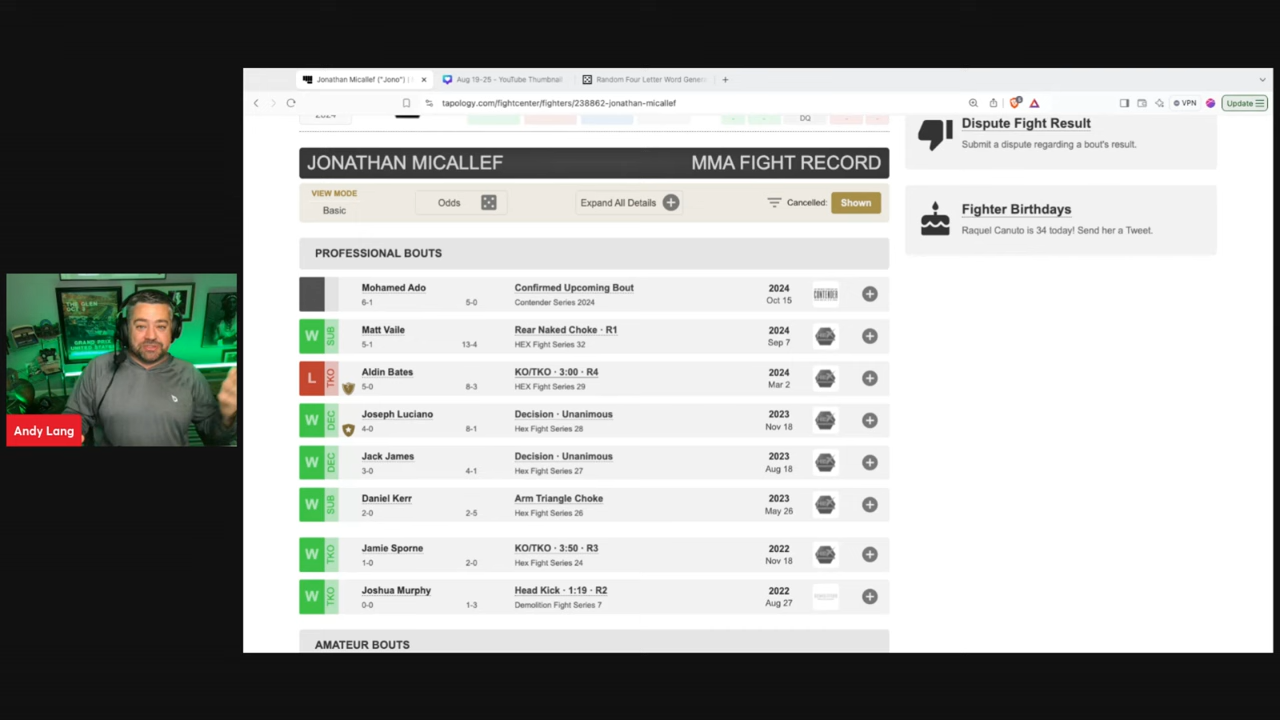 Jonathan Micallef ("Jono") |
Aug 19-25 - YouTube Thumbnail
Random Four Letter Word Gener
tapology.com/fightcenter/fighters/238862-jonathan-micallef
VPN
Update
2024
DQ
Dispute Fight Result
Submit a dispute regarding a bout's result.
JONATHAN MICALLEF
MMA FIGHT RECORD
VIEW MODE
Basic
Odds
Expand All Details
Cancelled:
Shown
Fighter Birthdays
Raquel Canuto is 34 today! Send her a Tweet.
PROFESSIONAL BOUTS
Mohamed Ado
Confirmed Upcoming Bout
2024
6-1
5-0
Contender Series 2024
Oct 15
CONTENDER
W
SUB
Matt Vaile
Rear Naked Choke · R1
2024
5-1
13-4
HEX Fight Series 32
Sep 7
L
TKO
Aldin Bates
KO/TKO · 3:00 · R4
2024
5-0
8-3
HEX Fight Series 29
Mar 2
W
DEC
Joseph Luciano
Decision · Unanimous
2023
4-0
8-1
Hex Fight Series 28
Nov 18
W
DEC
Jack James
Decision · Unanimous
2023
3-0
4-1
Hex Fight Series 27
Aug 18
W
SUB
Daniel Kerr
Arm Triangle Choke
2023
2-0
2-5
Hex Fight Series 26
May 26
W
TKO
Jamie Sporne
KO/TKO · 3:50 · R3
2022
1-0
2-0
Hex Fight Series 24
Nov 18
W
TKO
Joshua Murphy
Head Kick · 1:19 · R2
2022
0-0
1-3
Demolition Fight Series 7
Aug 27
AMATEUR BOUTS
THE GLEN
GRAND PRIX
UNITED STATES
Andy Lang